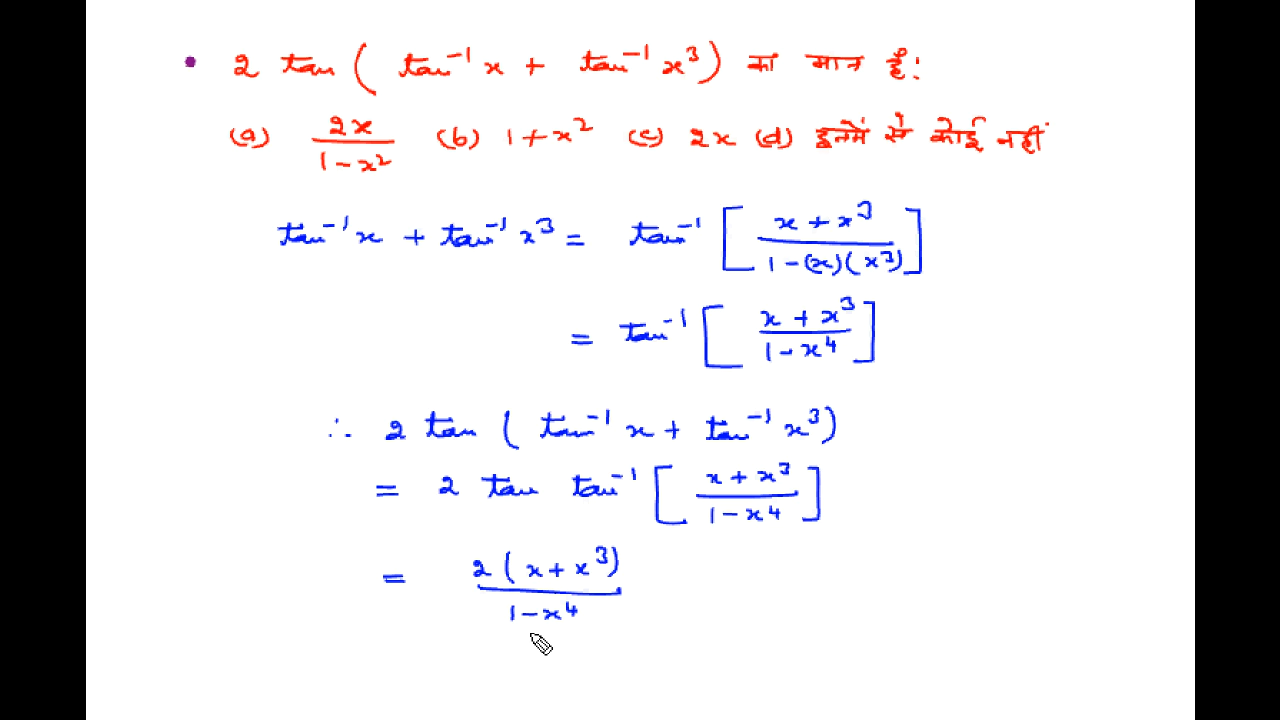 • 2 tan ( tan⁻¹ x + tan⁻¹ x³ ) का मान है :
(a) 2x/(1-x²) (b) 1+x² (c) 2x (d) इनमें से कोई नहीं
tan⁻¹x + tan⁻¹ x³ = tan⁻¹ [ (x + x³)/(1-(x)(x³)) ]
= tan⁻¹ [ (x + x³)/(1-x⁴) ]
∴ 2 tan ( tan⁻¹ x + tan⁻¹ x³ )
= 2 tan tan⁻¹ [ (x + x³)/(1-x⁴) ]
= 2(x+x³)/(1-x⁴)